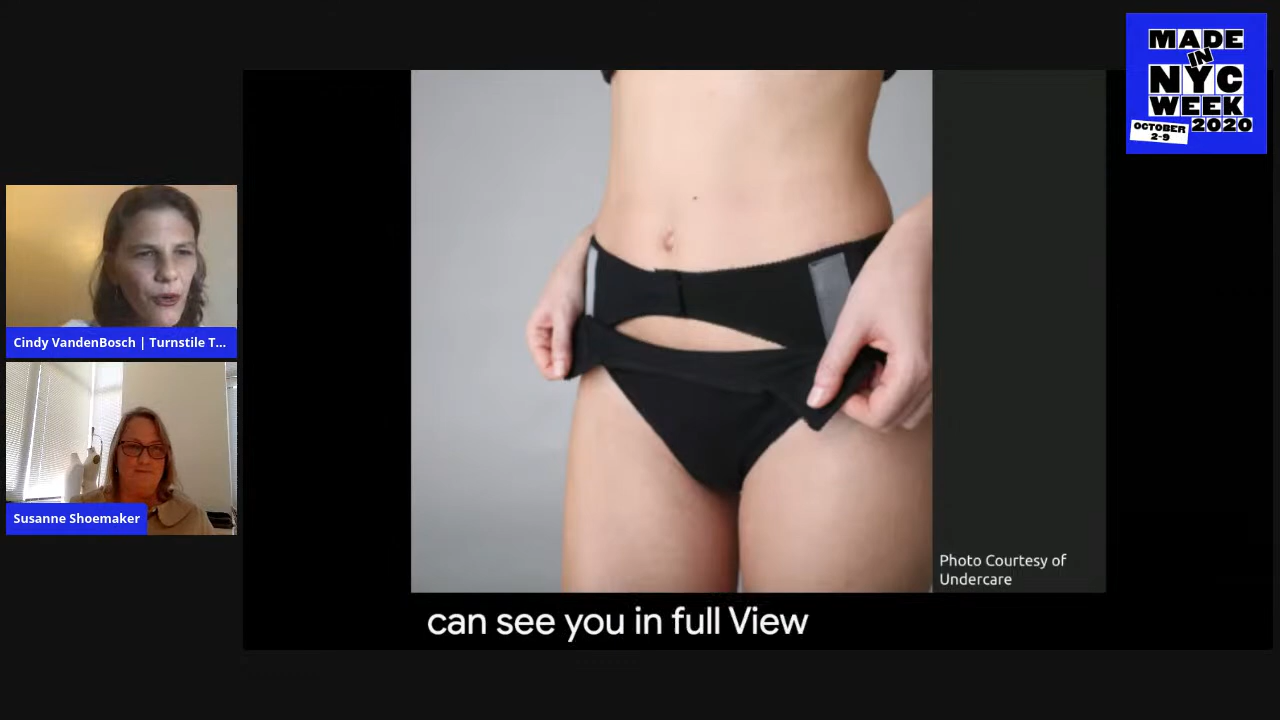 MADE
IN
NYC
WEEK
OCTOBER
2-9
2020
Cindy VandenBosch | Turnstile T...
Susanne Shoemaker
Photo Courtesy of
Undercare
can see you in full View